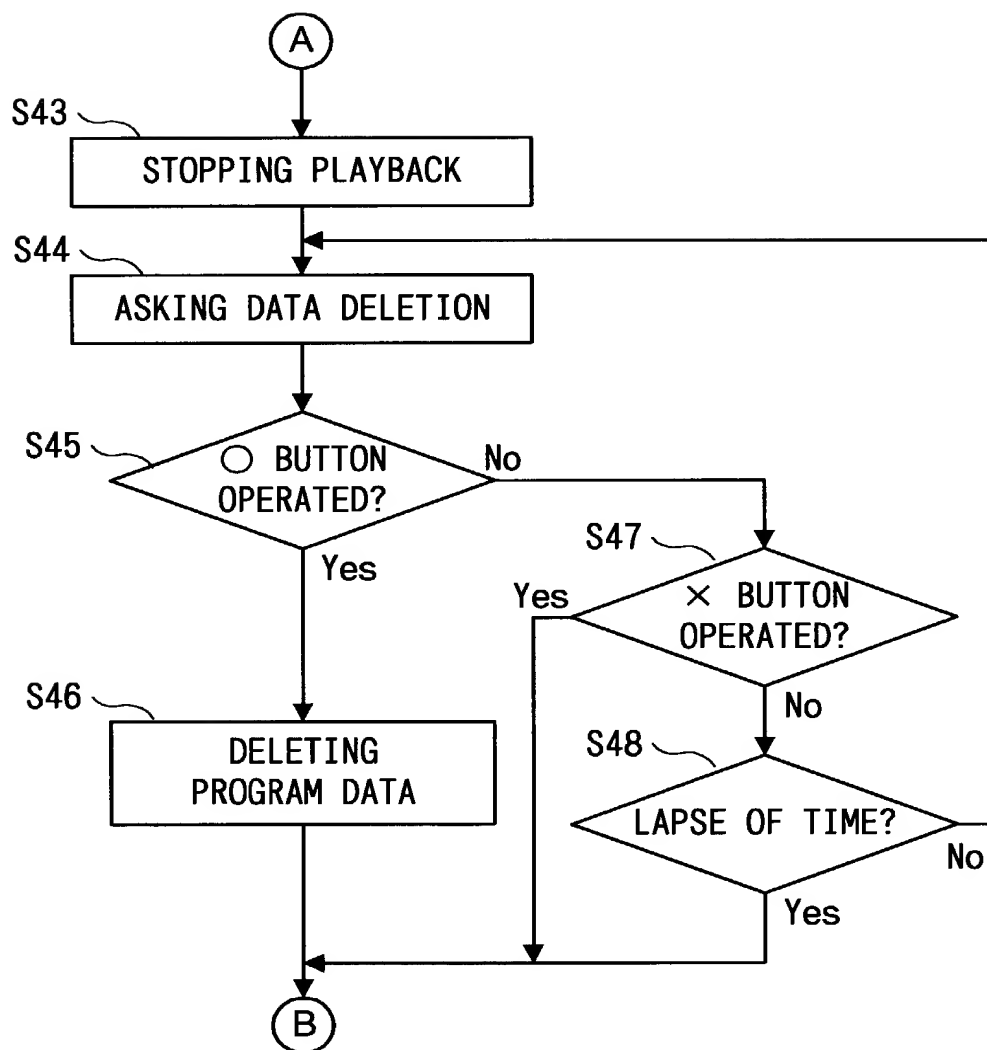 A
S43
STOPPING PLAYBACK
S44
ASKING DATA DELETION
S45
○ BUTTON
OPERATED?
No
Yes
S47
× BUTTON
OPERATED?
Yes
No
S46
DELETING
PROGRAM DATA
S48
LAPSE OF TIME?
No
Yes
B